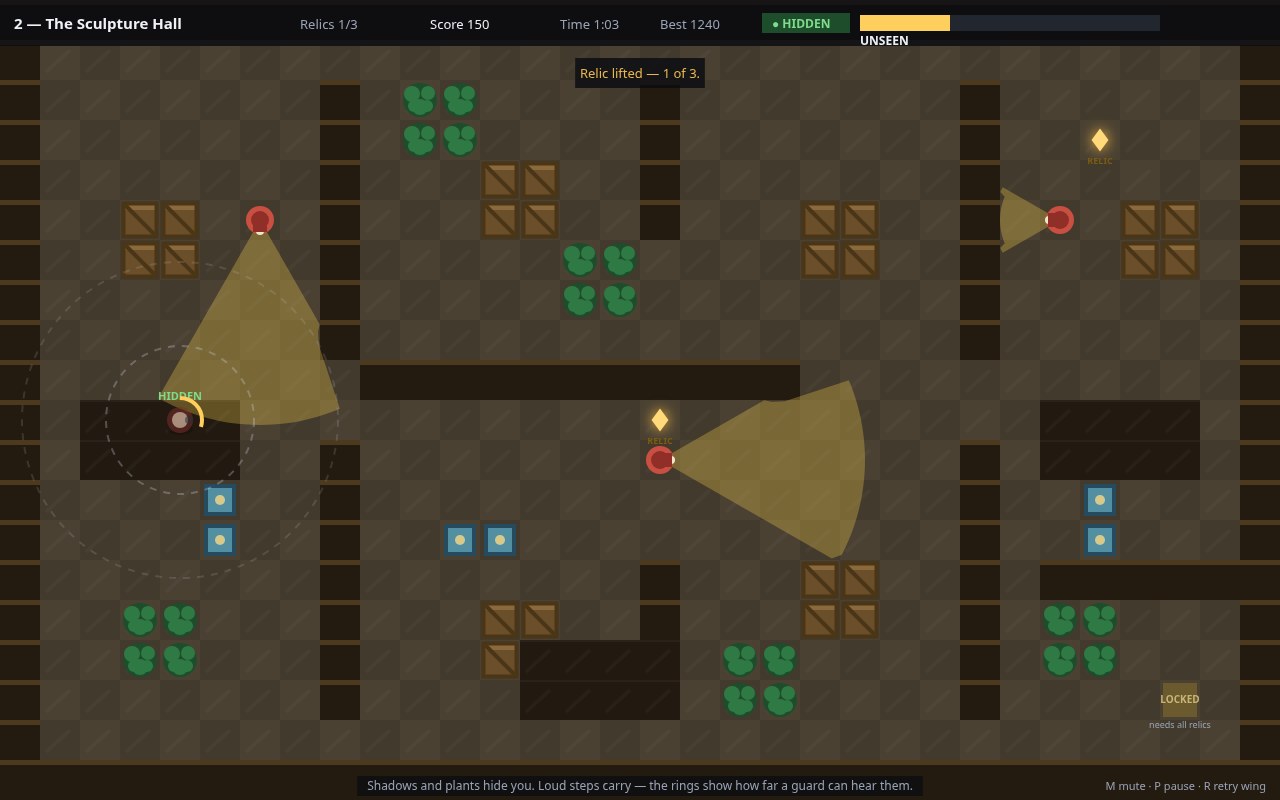 2 — The Sculpture Hall
Relics 1/3
Score 150
Time 1:03
Best 1240
● HIDDEN
UNSEEN
Relic lifted — 1 of 3.
RELIC
HIDDEN
RELIC
LOCKED
needs all relics
Shadows and plants hide you. Loud steps carry — the rings show how far a guard can hear them.
M mute · P pause · R retry wing